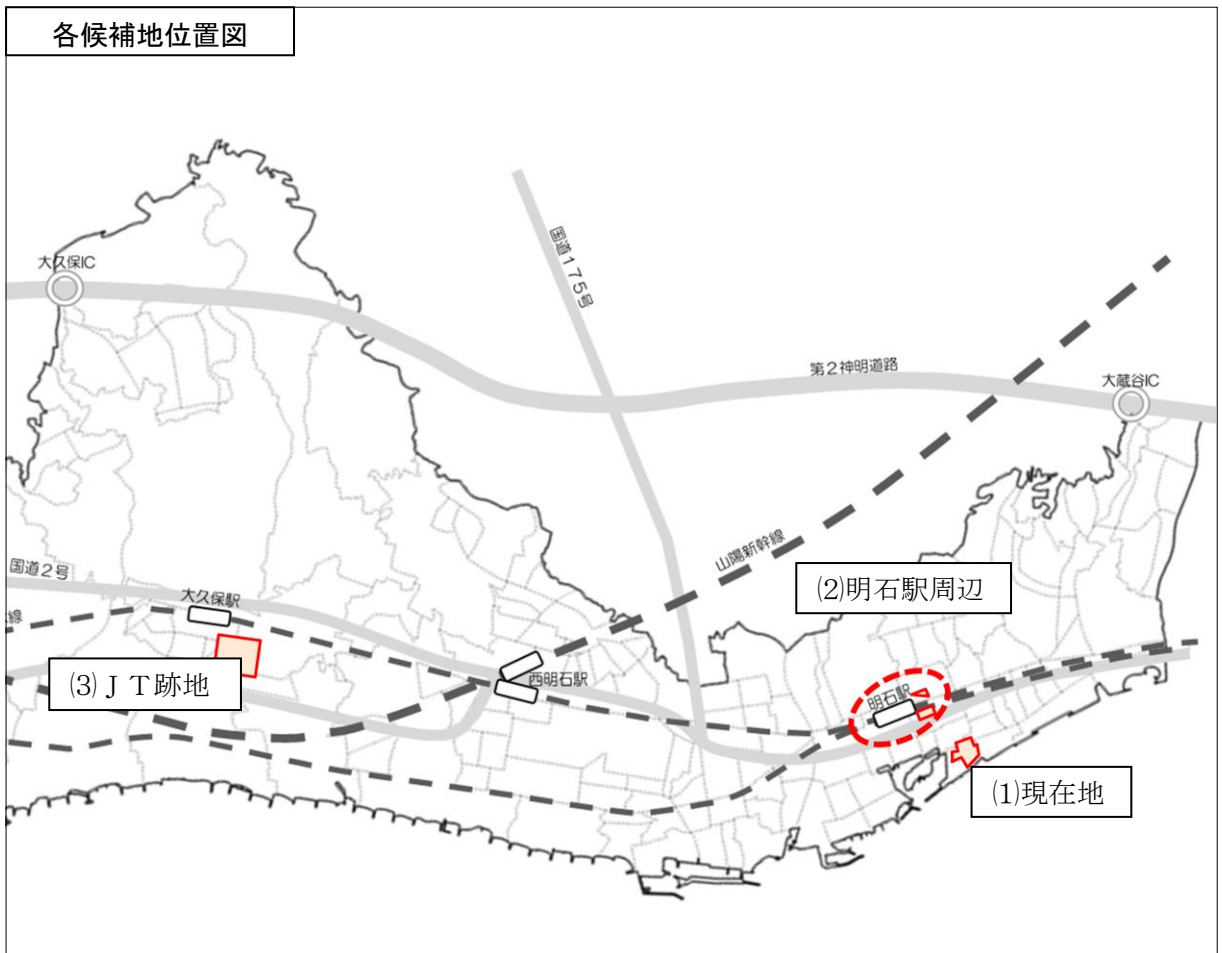 各候補地位置図
大久保IC
国道175号
第2神明道路
大蔵谷IC
山陽新幹線
国道2号
大久保駅
(2)明石駅周辺
線
(3)ＪＴ跡地
西明石駅
明石駅
(1)現在地